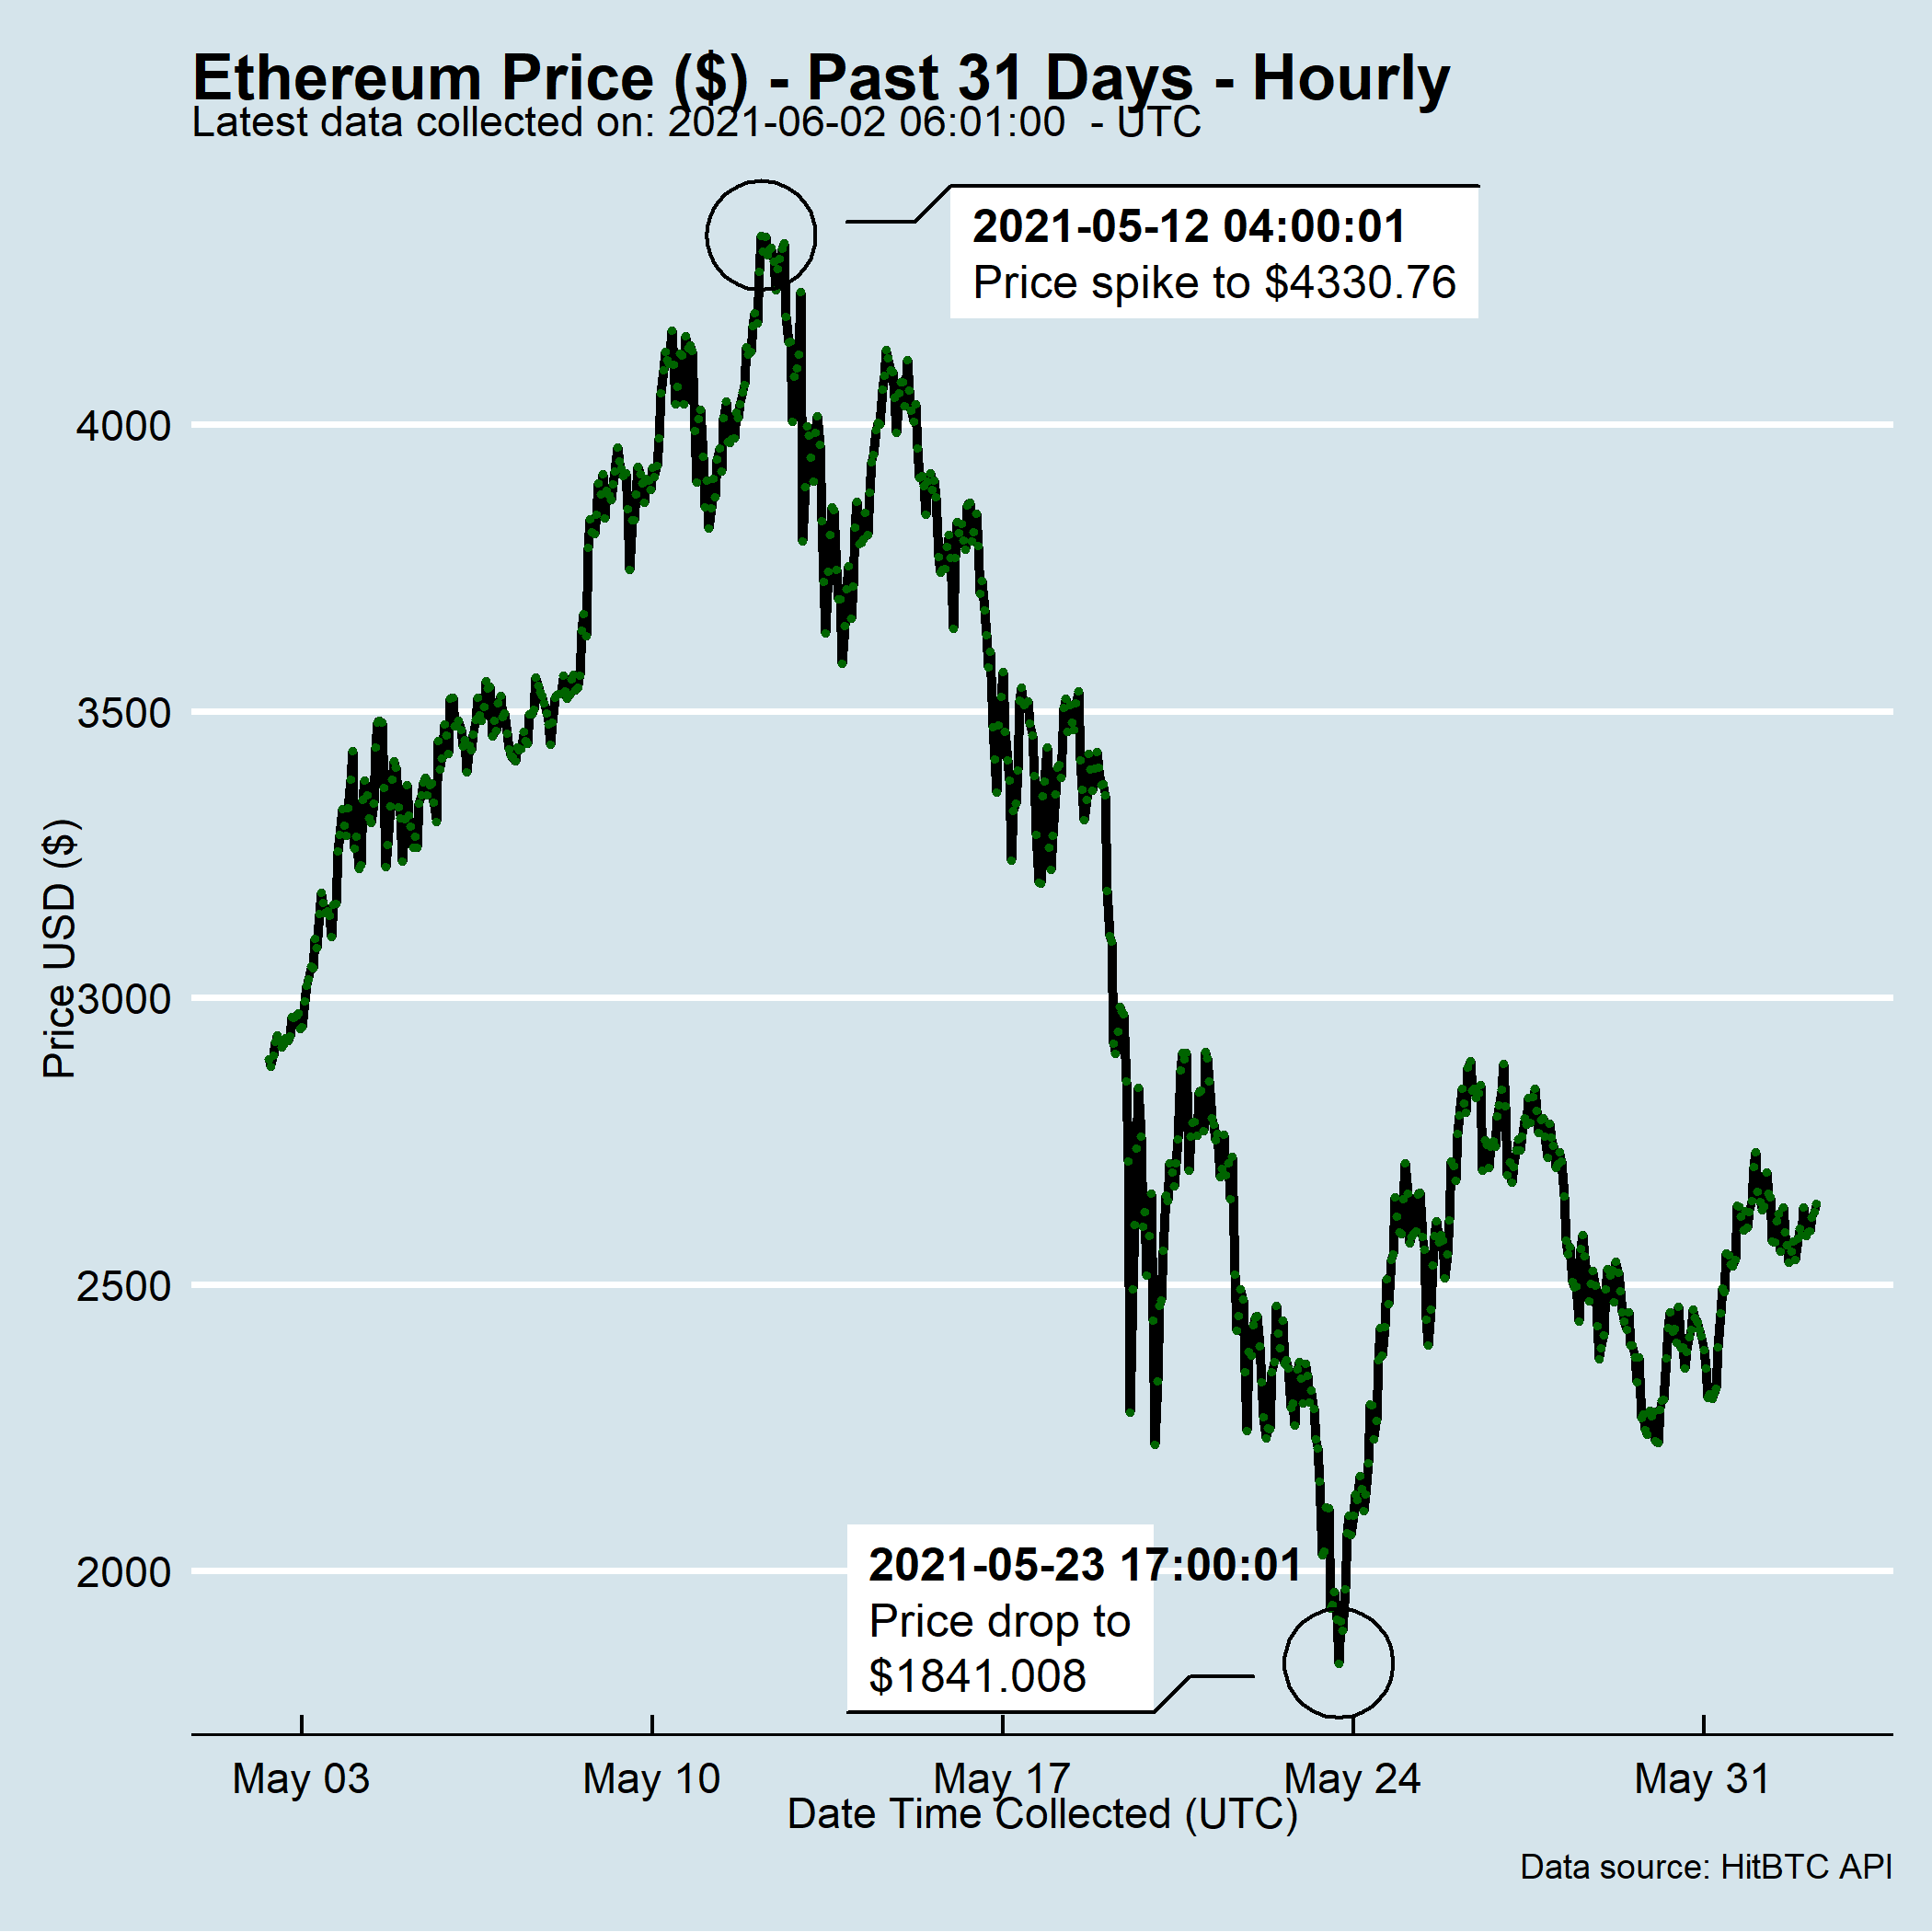 Ethereum Price ($) - Past 31 Days - Hourly
Latest data collected on: 2021-06-02 06:01:00  - UTC
2021-05-12 04:00:01
Price spike to $4330.76
4000
3500
Price USD ($)
3000
2500
2000
2021-05-23 17:00:01
Price drop to
$1841.008
May 03
May 10
May 17
May 24
May 31
Date Time Collected (UTC)
Data source: HitBTC API